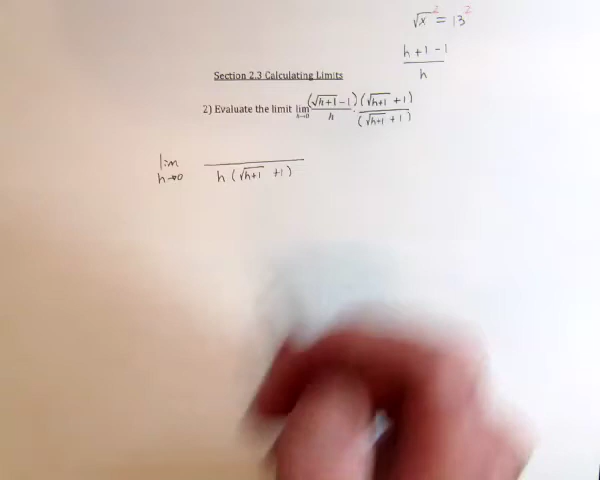 √x² = 13²
h+1-1
h
Section 2.3 Calculating Limits
2) Evaluate the limit lim h→0 (√h+1 -1)/h · (√h+1 +1)/(√h+1 +1)
lim h→0 h(√h+1 +1)